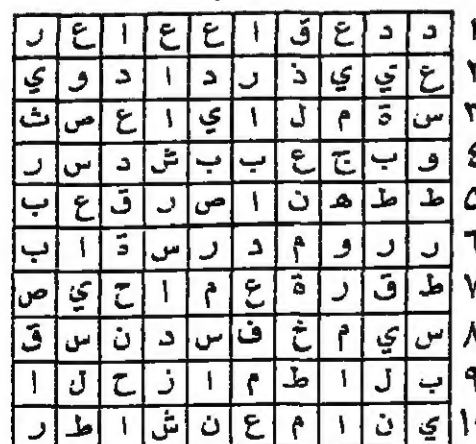 ١ د د ع ق ا ع ع ا ع ر
٢ ع ي ي ذ ر د ا د و ي
٣ س ة م ل ا ي ا ع ص ث
٤ و ب ج ع ب ب ش د س ر
٥ ط ط ه ن ا ص ر ق ع ب
٦ ر ر و م د ر س ة ا ب
٧ ط ق ر ة ع م ا ح ي ص
٨ س ي م خ ف س د ن س ق
٩ ب ل ا ط م ا ز ح ل ا
١٠ ي ن ا م ع ن ش ا ط ر